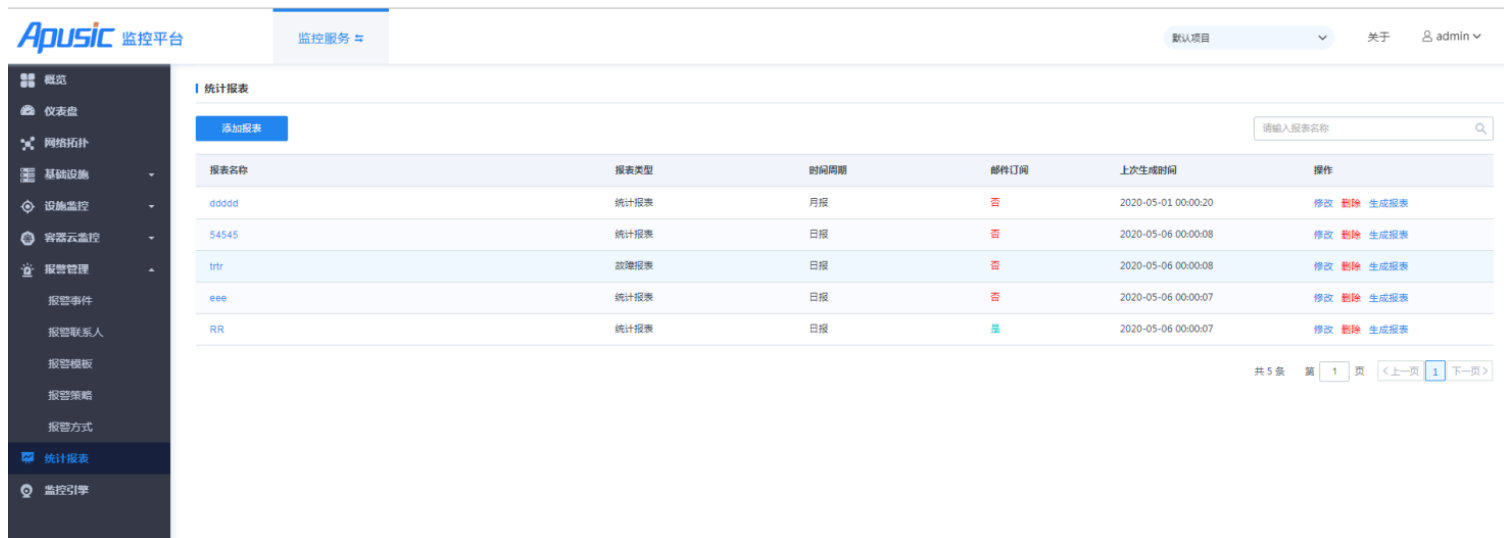 Apusic 监控平台
监控服务
默认项目
关于
admin
概览
仪表盘
网络拓扑
基础设施
设施监控
容器云监控
报警管理
报警事件
报警联系人
报警模板
报警策略
报警方式
统计报表
监控引擎
统计报表
添加报表
请输入报表名称
报表名称 报表类型 时间周期 邮件订阅 上次生成时间 操作
ddddd 统计报表 月报 否 2020-05-01 00:00:20 修改 删除 生成报表
54545 统计报表 日报 否 2020-05-06 00:00:08 修改 删除 生成报表
trtr 故障报表 日报 否 2020-05-06 00:00:08 修改 删除 生成报表
eee 统计报表 日报 否 2020-05-06 00:00:07 修改 删除 生成报表
RR 统计报表 日报 是 2020-05-06 00:00:07 修改 删除 生成报表
共 5 条 第 1 页 <上一页 1 下一页>